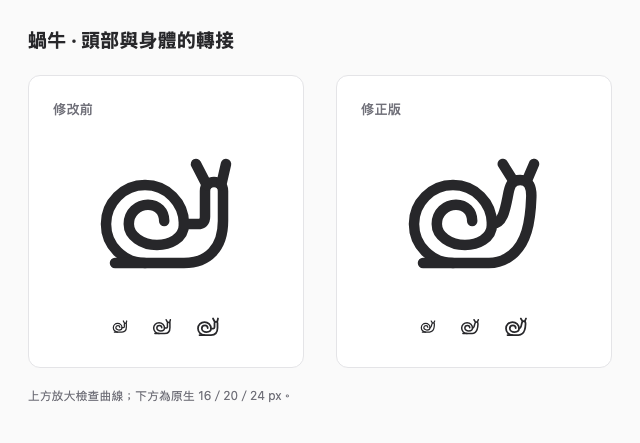 蝸牛 · 頭部與身體的轉接
修改前
修正版
上方放大檢查曲線；下方為原生 16 / 20 / 24 px。